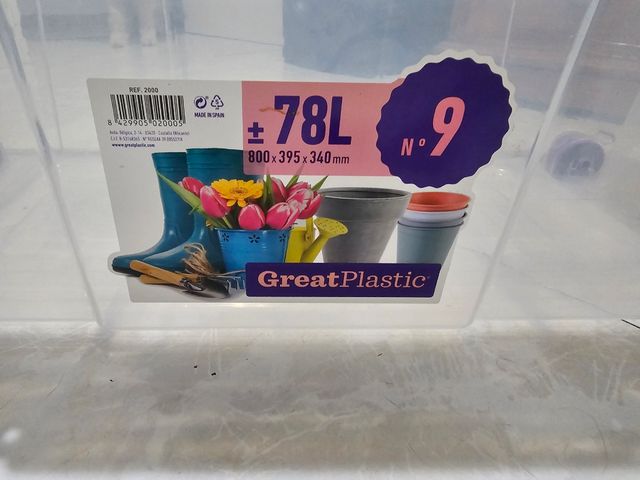 REF. 2000
8 429905 020005
MADE IN SPAIN
www.greatplastic.com
± 78L
800 x 395 x 340 mm
Nº 9
GreatPlastic